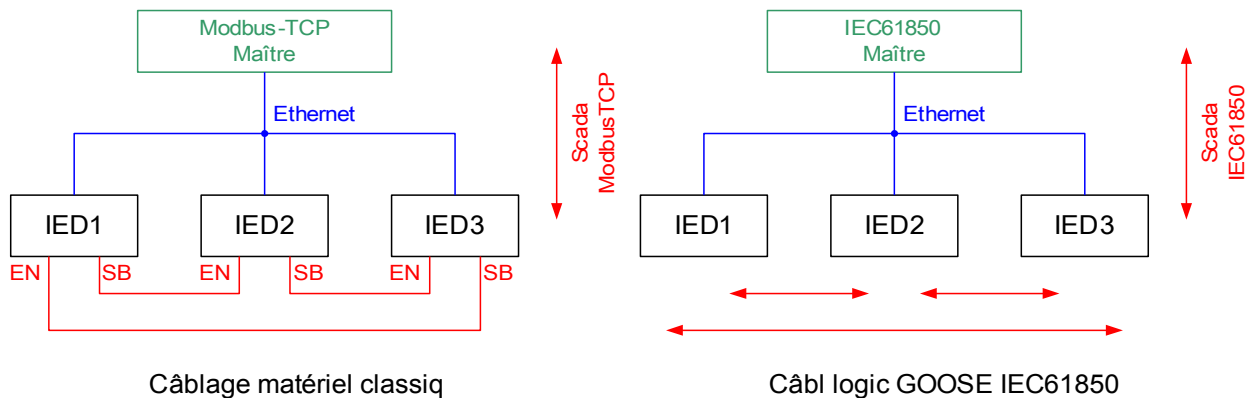 Modbus-TCP
Maître
Ethernet
Scada
ModbusTCP
IED1
IED2
IED3
EN
SB
EN
SB
EN
SB
Câblage matériel classiq
IEC61850
Maître
Ethernet
Scada
IEC61850
IED1
IED2
IED3
Câbl logic GOOSE IEC61850